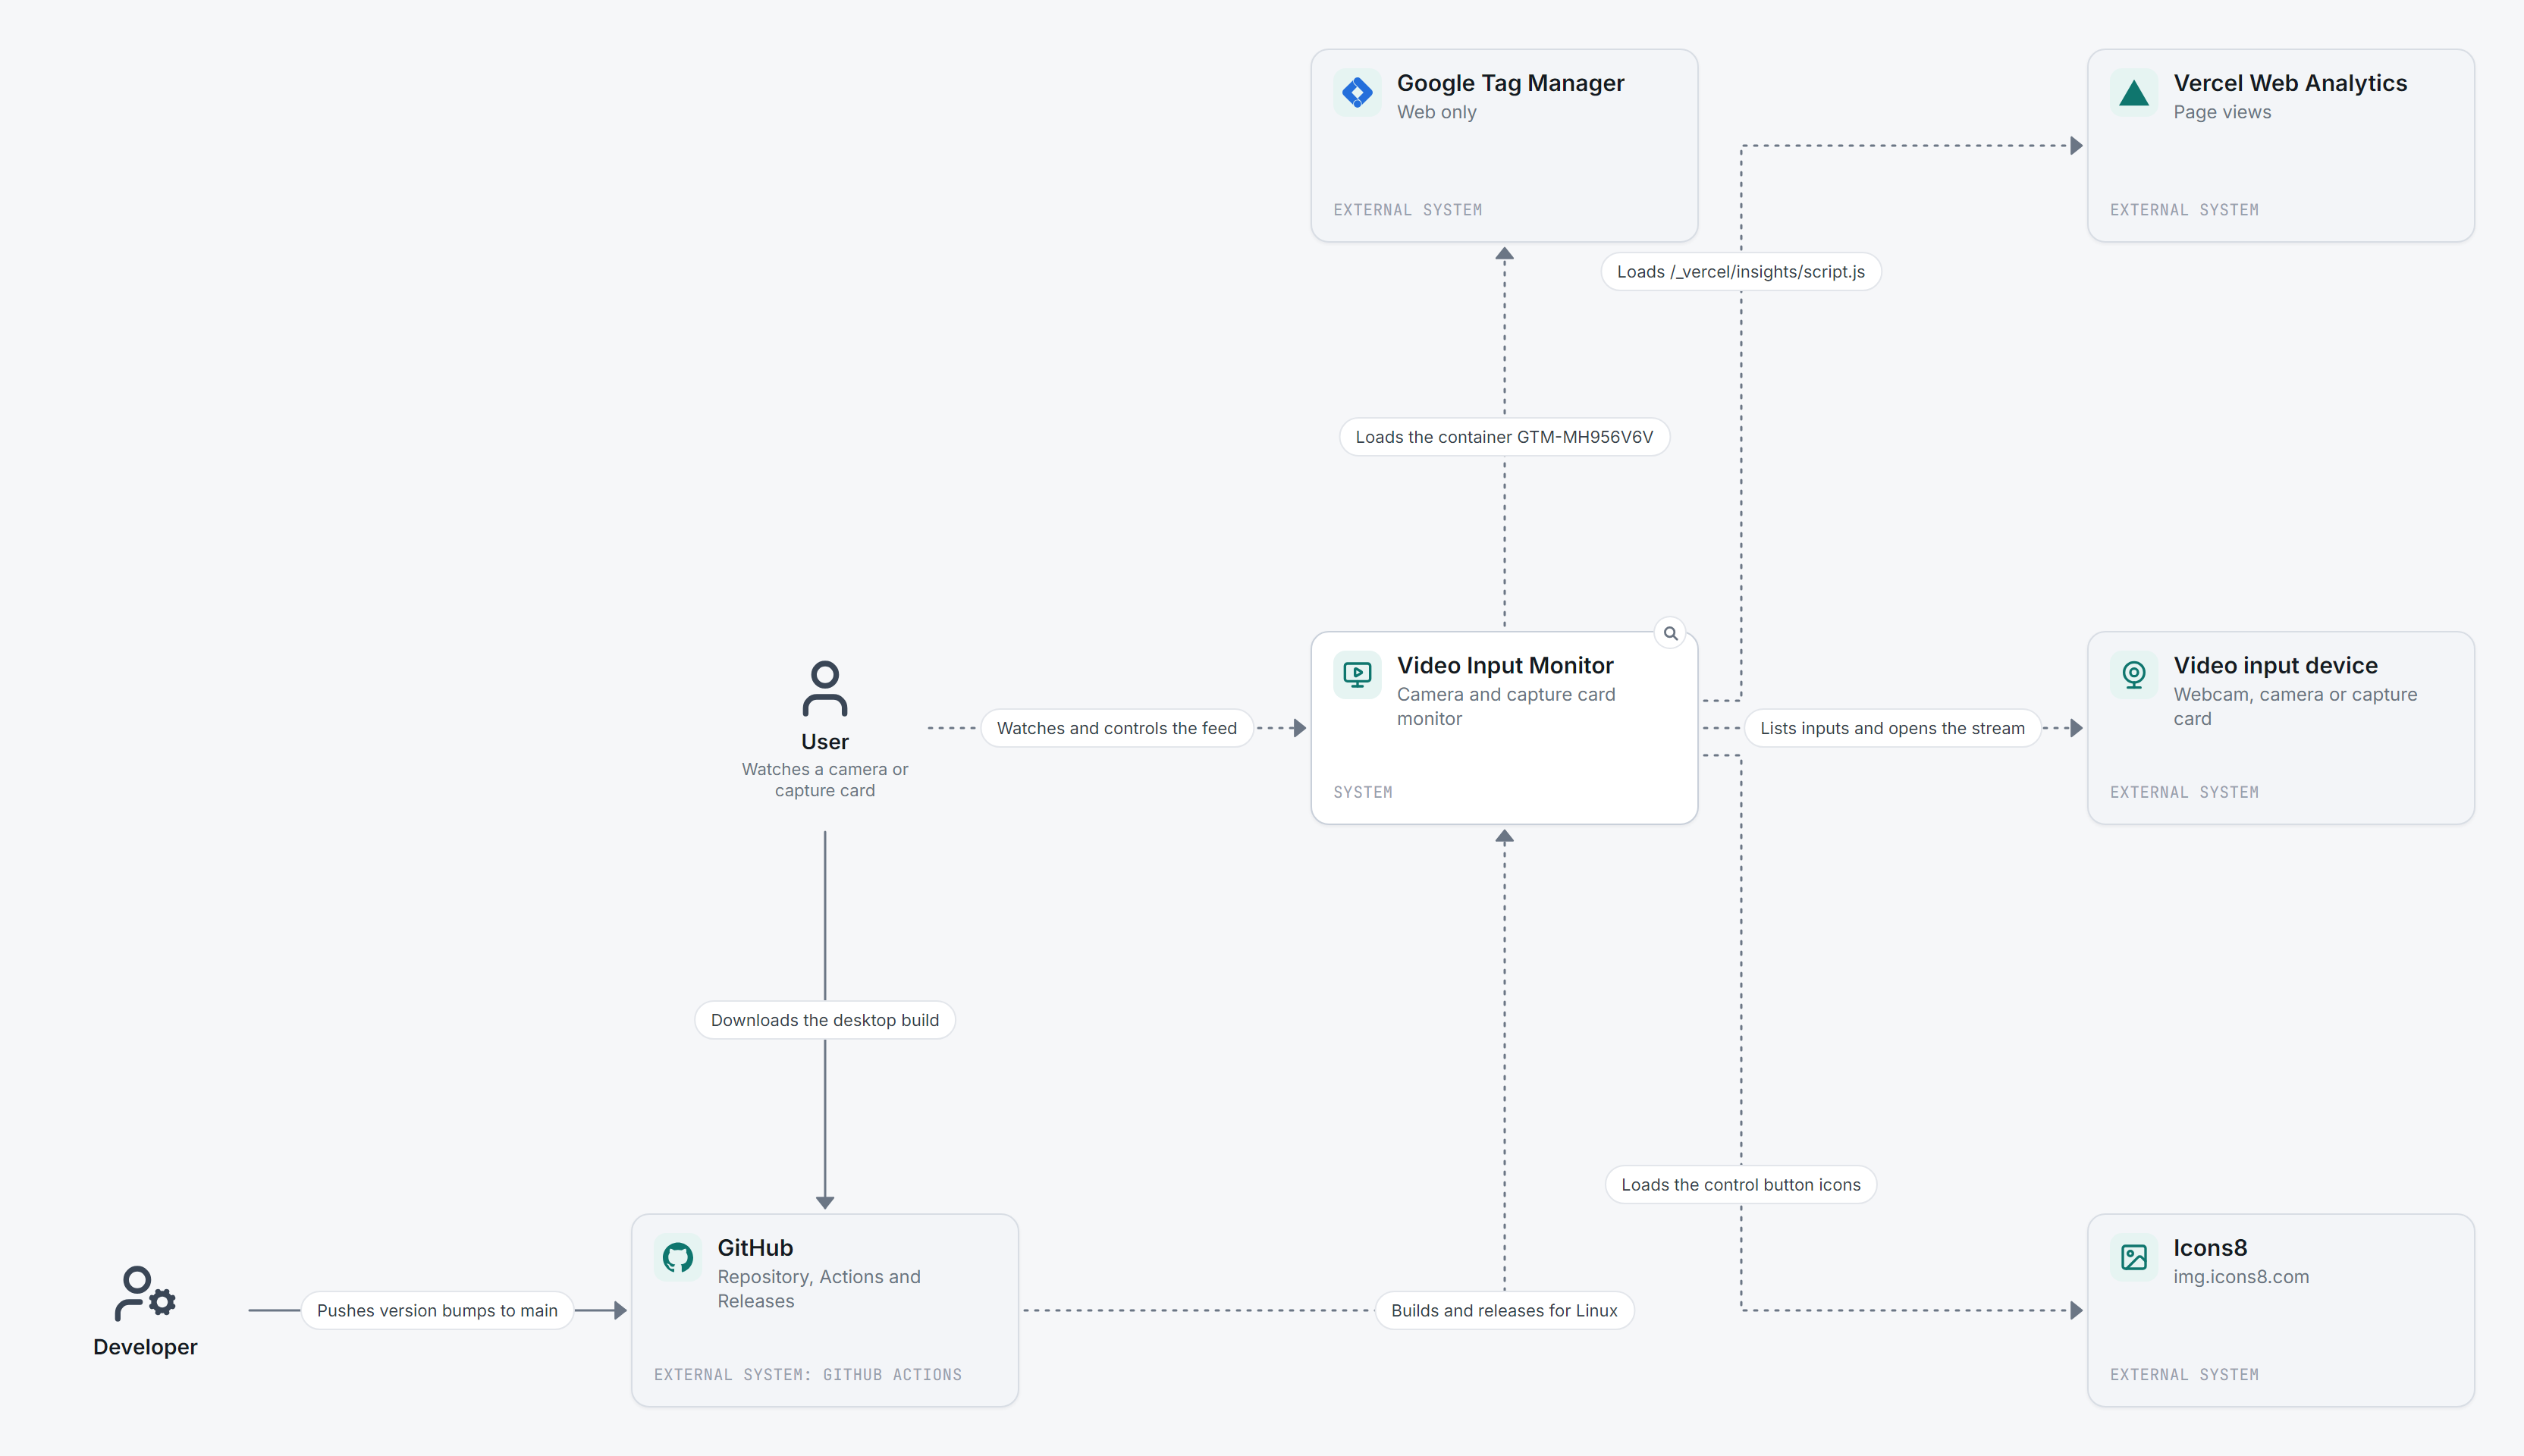 Google Tag Manager
Web only
EXTERNAL SYSTEM
Vercel Web Analytics
Page views
EXTERNAL SYSTEM
Loads /_vercel/insights/script.js
Loads the container GTM-MH956V6V
User
Watches a camera or
capture card
Watches and controls the feed
Video Input Monitor
Camera and capture card
monitor
SYSTEM
Lists inputs and opens the stream
Video input device
Webcam, camera or capture
card
EXTERNAL SYSTEM
Downloads the desktop build
Loads the control button icons
Developer
Pushes version bumps to main
GitHub
Repository, Actions and
Releases
EXTERNAL SYSTEM: GITHUB ACTIONS
Builds and releases for Linux
Icons8
img.icons8.com
EXTERNAL SYSTEM